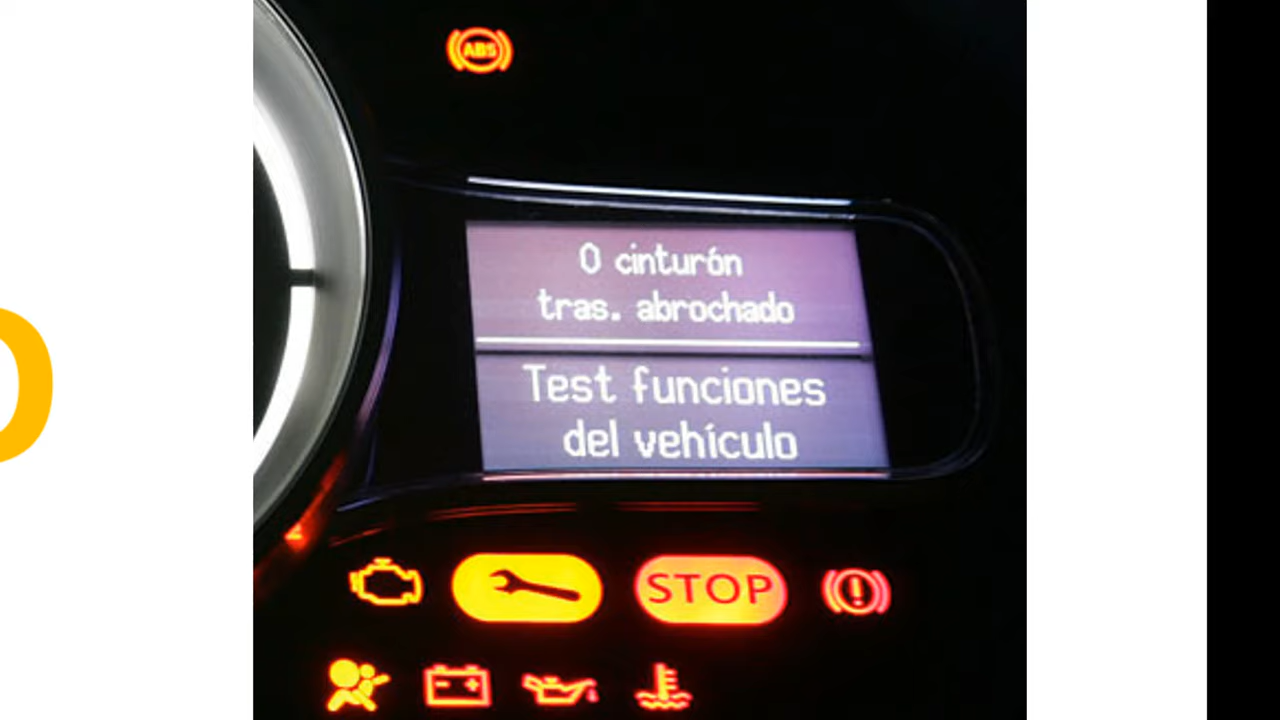 ABS
0 cinturón
tras. abrochado
Test funciones
del vehículo
STOP